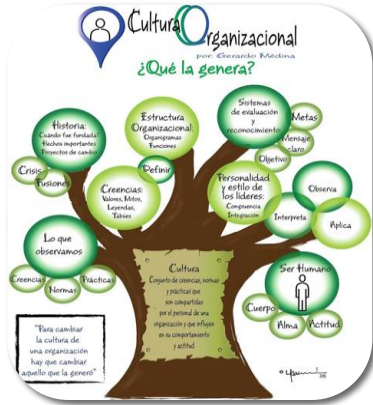 Cultura Organizacional
por Gerardo Medina
¿Qué la genera?
Historia:
Cuando fue fundada?
Hechos importantes
Proyectos de cambio
Crisis
Fusiones
Estructura
Organizacional:
Organigramas
Funciones
Definir
Sistemas
de evaluación
y
reconocimiento
Metas
Mensaje
claro
Objetivo
Creencias:
Valores, Mitos,
Leyendas,
Tabúes
Personalidad
y estilo de
los líderes:
Congruencia
Integración
Observa
Interpreta
Aplica
Lo que
observamos
Creencias
Normas
Prácticas
Cultura
Conjunto de creencias, normas
y prácticas que
son compartidas
por el personal de una
organización y que influyen
en su comportamiento
y actitud
Ser Humano
Cuerpo
Alma
Actitud
"Para cambiar
la cultura de
una organización
hay que cambiar
aquello que la generó"